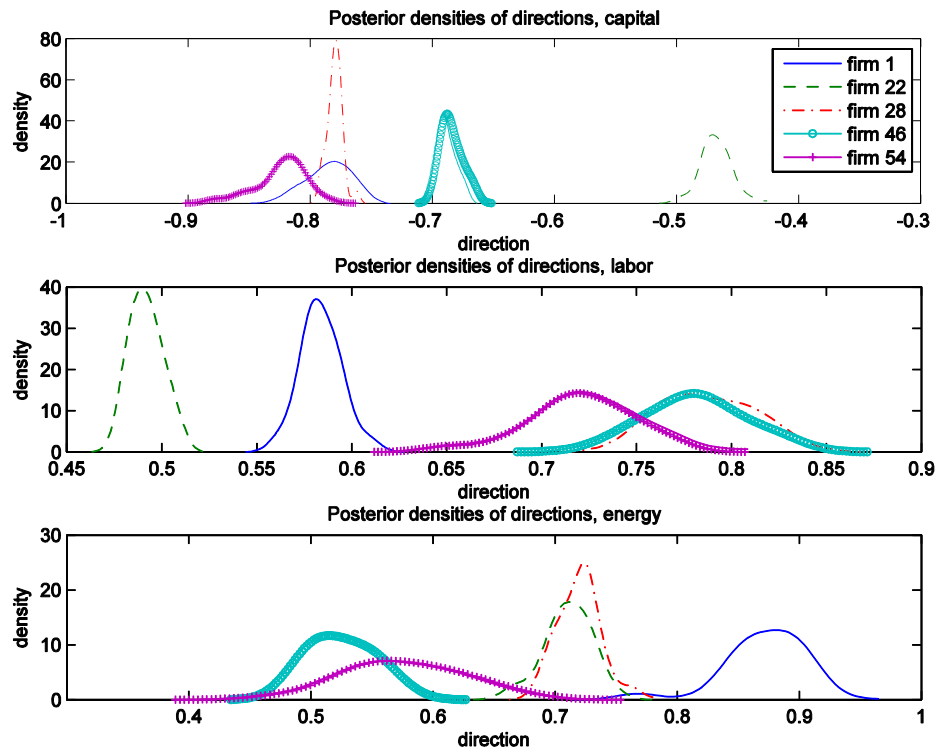 Posterior densities of directions, capital
80
60
40
20
0
density
-1 -0.9 -0.8 -0.7 -0.6 -0.5 -0.4 -0.3
direction
firm 1
firm 22
firm 28
firm 46
firm 54
Posterior densities of directions, labor
40
30
20
10
0
density
0.45 0.5 0.55 0.6 0.65 0.7 0.75 0.8 0.85 0.9
direction
Posterior densities of directions, energy
30
20
10
0
density
0.4 0.5 0.6 0.7 0.8 0.9 1
direction